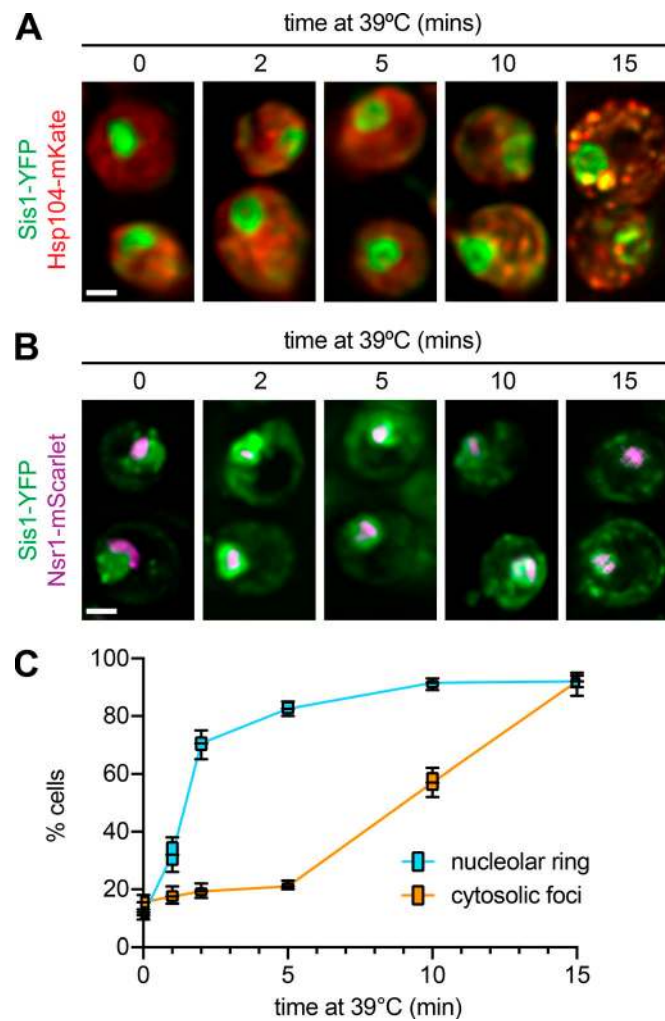 A
time at 39ºC (mins)
0 2 5 10 15
Sis1-YFP
Hsp104-mKate
B
time at 39ºC (mins)
0 2 5 10 15
Sis1-YFP
Nsr1-mScarlet
C
100
80
60
40
20
0
% cells
nucleolar ring
cytosolic foci
0 5 10 15
time at 39°C (min)